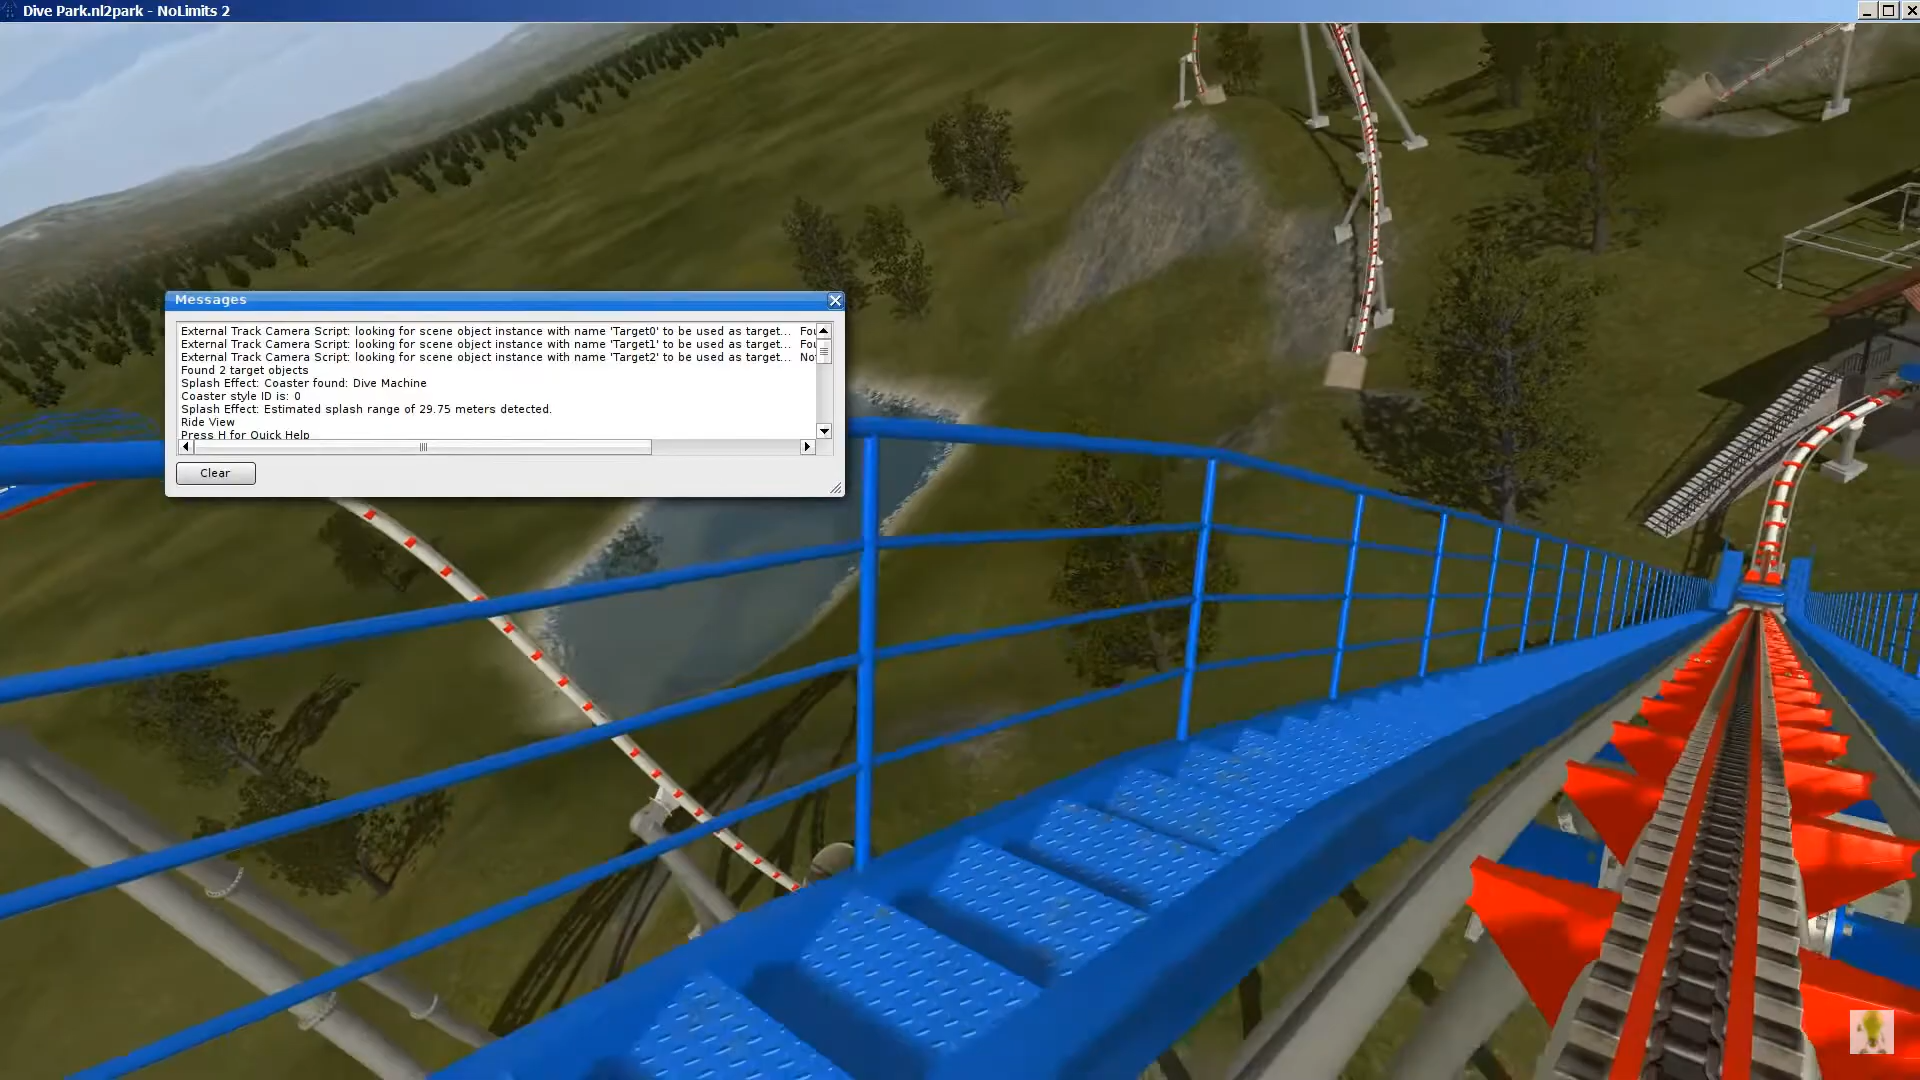 Dive Park.nl2park - NoLimits 2
Messages
External Track Camera Script: looking for scene object instance with name 'Target0' to be used as target... Fou
External Track Camera Script: looking for scene object instance with name 'Target1' to be used as target... Fou
External Track Camera Script: looking for scene object instance with name 'Target2' to be used as target... No
Found 2 target objects
Splash Effect: Coaster found: Dive Machine
Coaster style ID is: 0
Splash Effect: Estimated splash range of 29.75 meters detected.
Ride View
Press H for Quick Help
Clear